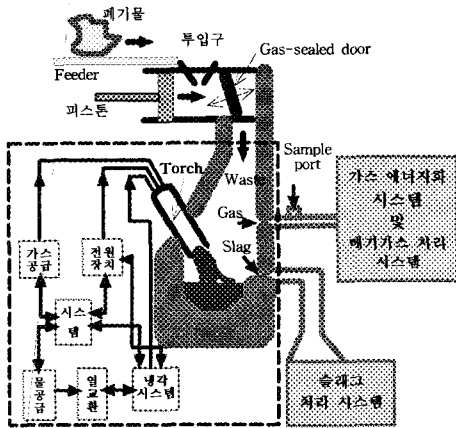 폐기물
투입구
Gas-sealed door
Feeder
피스톤
Torch
Waste
Sample
port
Gas
Slag
가스 에너지화
시스템
및
배기가스 처리
시스템
가스
공급
전원
장치
시스
템
물공급
열교
환
냉각
시스템
슬래그
처리 시스템